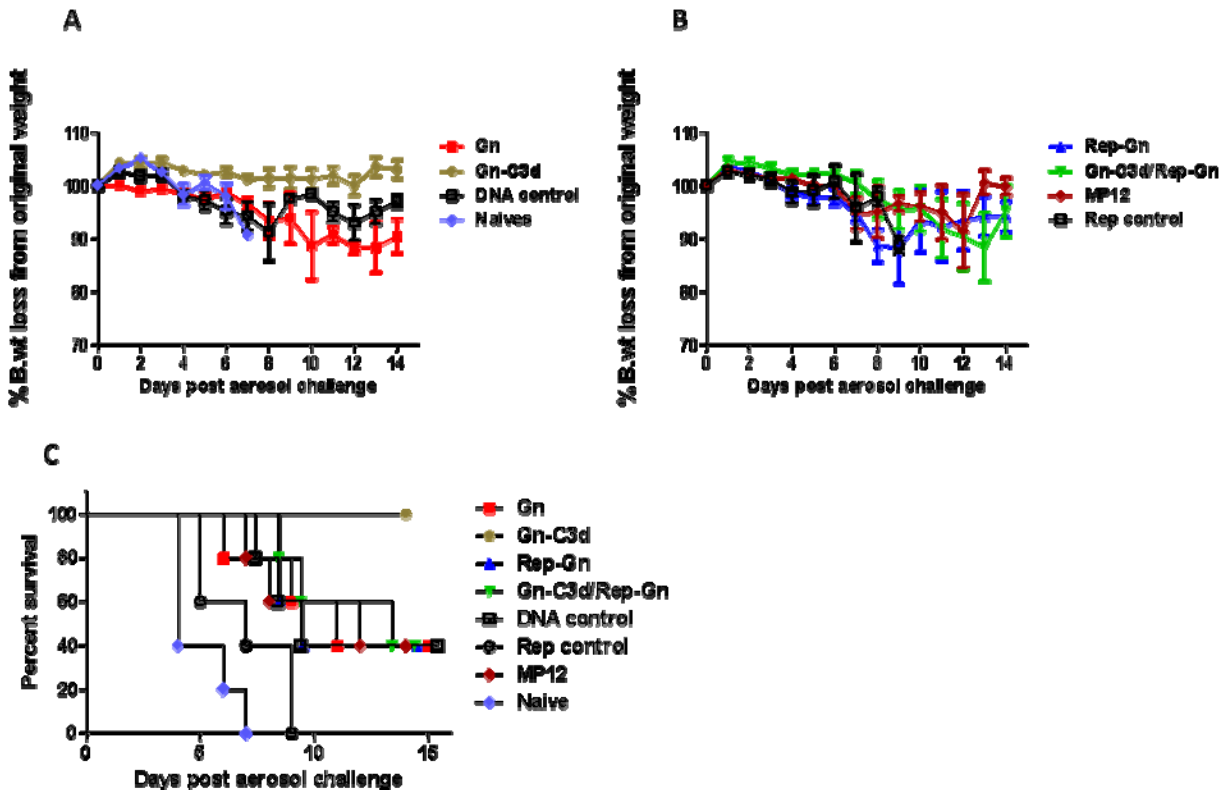 A
% B.wt loss from original weight
110
100
90
80
70
0 2 4 6 8 10 12 14
Days post aerosol challenge
Gn
Gn-C3d
DNA control
Naives
B
% B.wt loss from original weight
110
100
90
80
70
0 2 4 6 8 10 12 14
Days post aerosol challenge
Rep-Gn
Gn-C3d/Rep-Gn
MP12
Rep control
C
Percent survival
100
80
60
40
20
0
0 5 10 15
Days post aerosol challenge
Gn
Gn-C3d
Rep-Gn
Gn-C3d/Rep-Gn
DNA control
Rep control
MP12
Naive